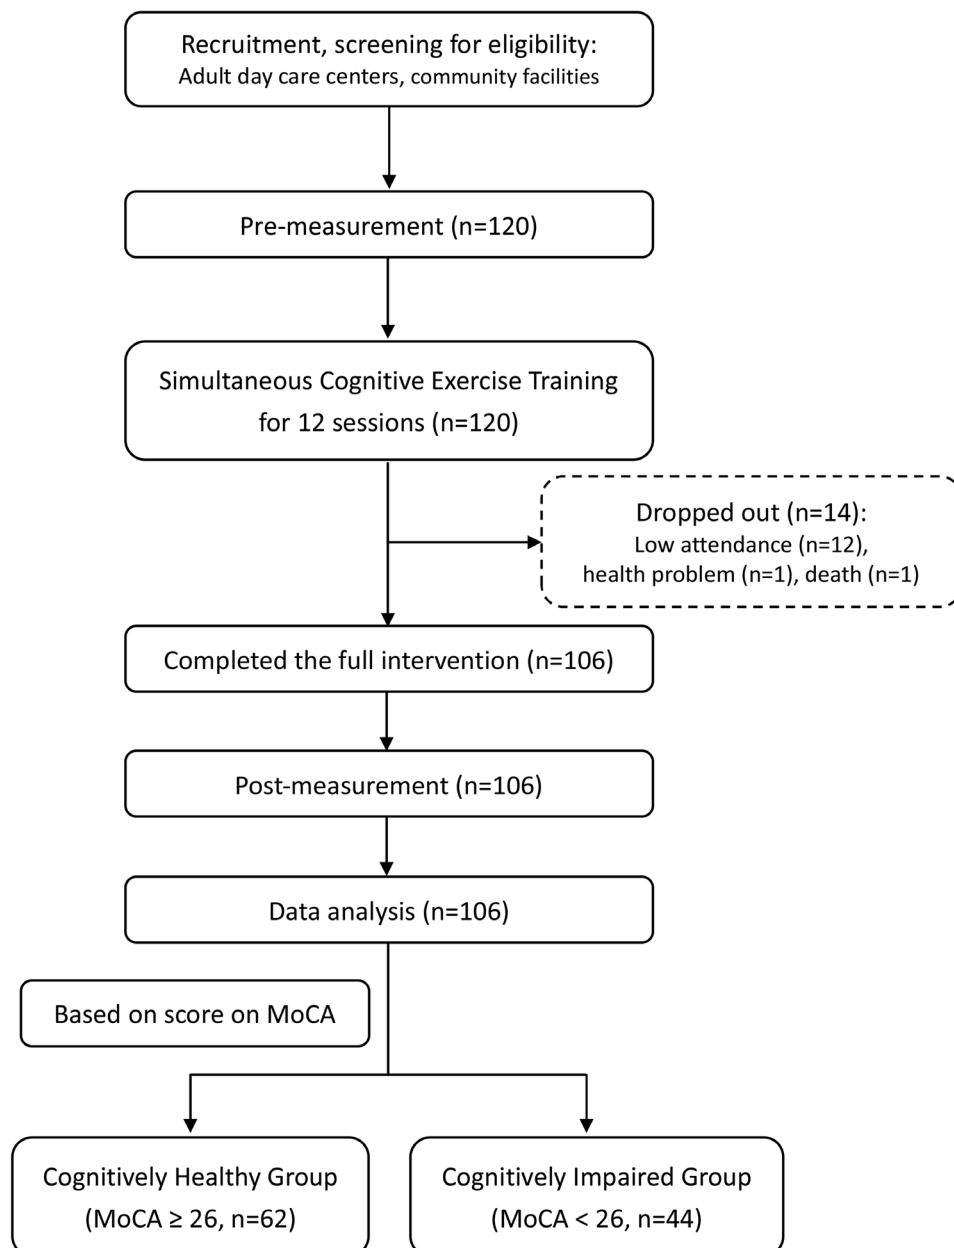 Recruitment, screening for eligibility:
Adult day care centers, community facilities
Pre-measurement (n=120)
Simultaneous Cognitive Exercise Training
for 12 sessions (n=120)
Dropped out (n=14):
Low attendance (n=12),
health problem (n=1), death (n=1)
Completed the full intervention (n=106)
Post-measurement (n=106)
Data analysis (n=106)
Based on score on MoCA
Cognitively Healthy Group
(MoCA ≥ 26, n=62)
Cognitively Impaired Group
(MoCA < 26, n=44)